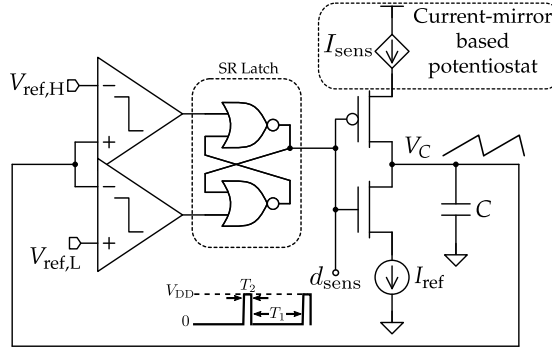 Current-mirror
based
potentiostat
I_sens
SR Latch
V_ref,H
−
+
−
+
V_ref,L
V_C
C
d_sens
I_ref
V_DD
T_2
0
T_1